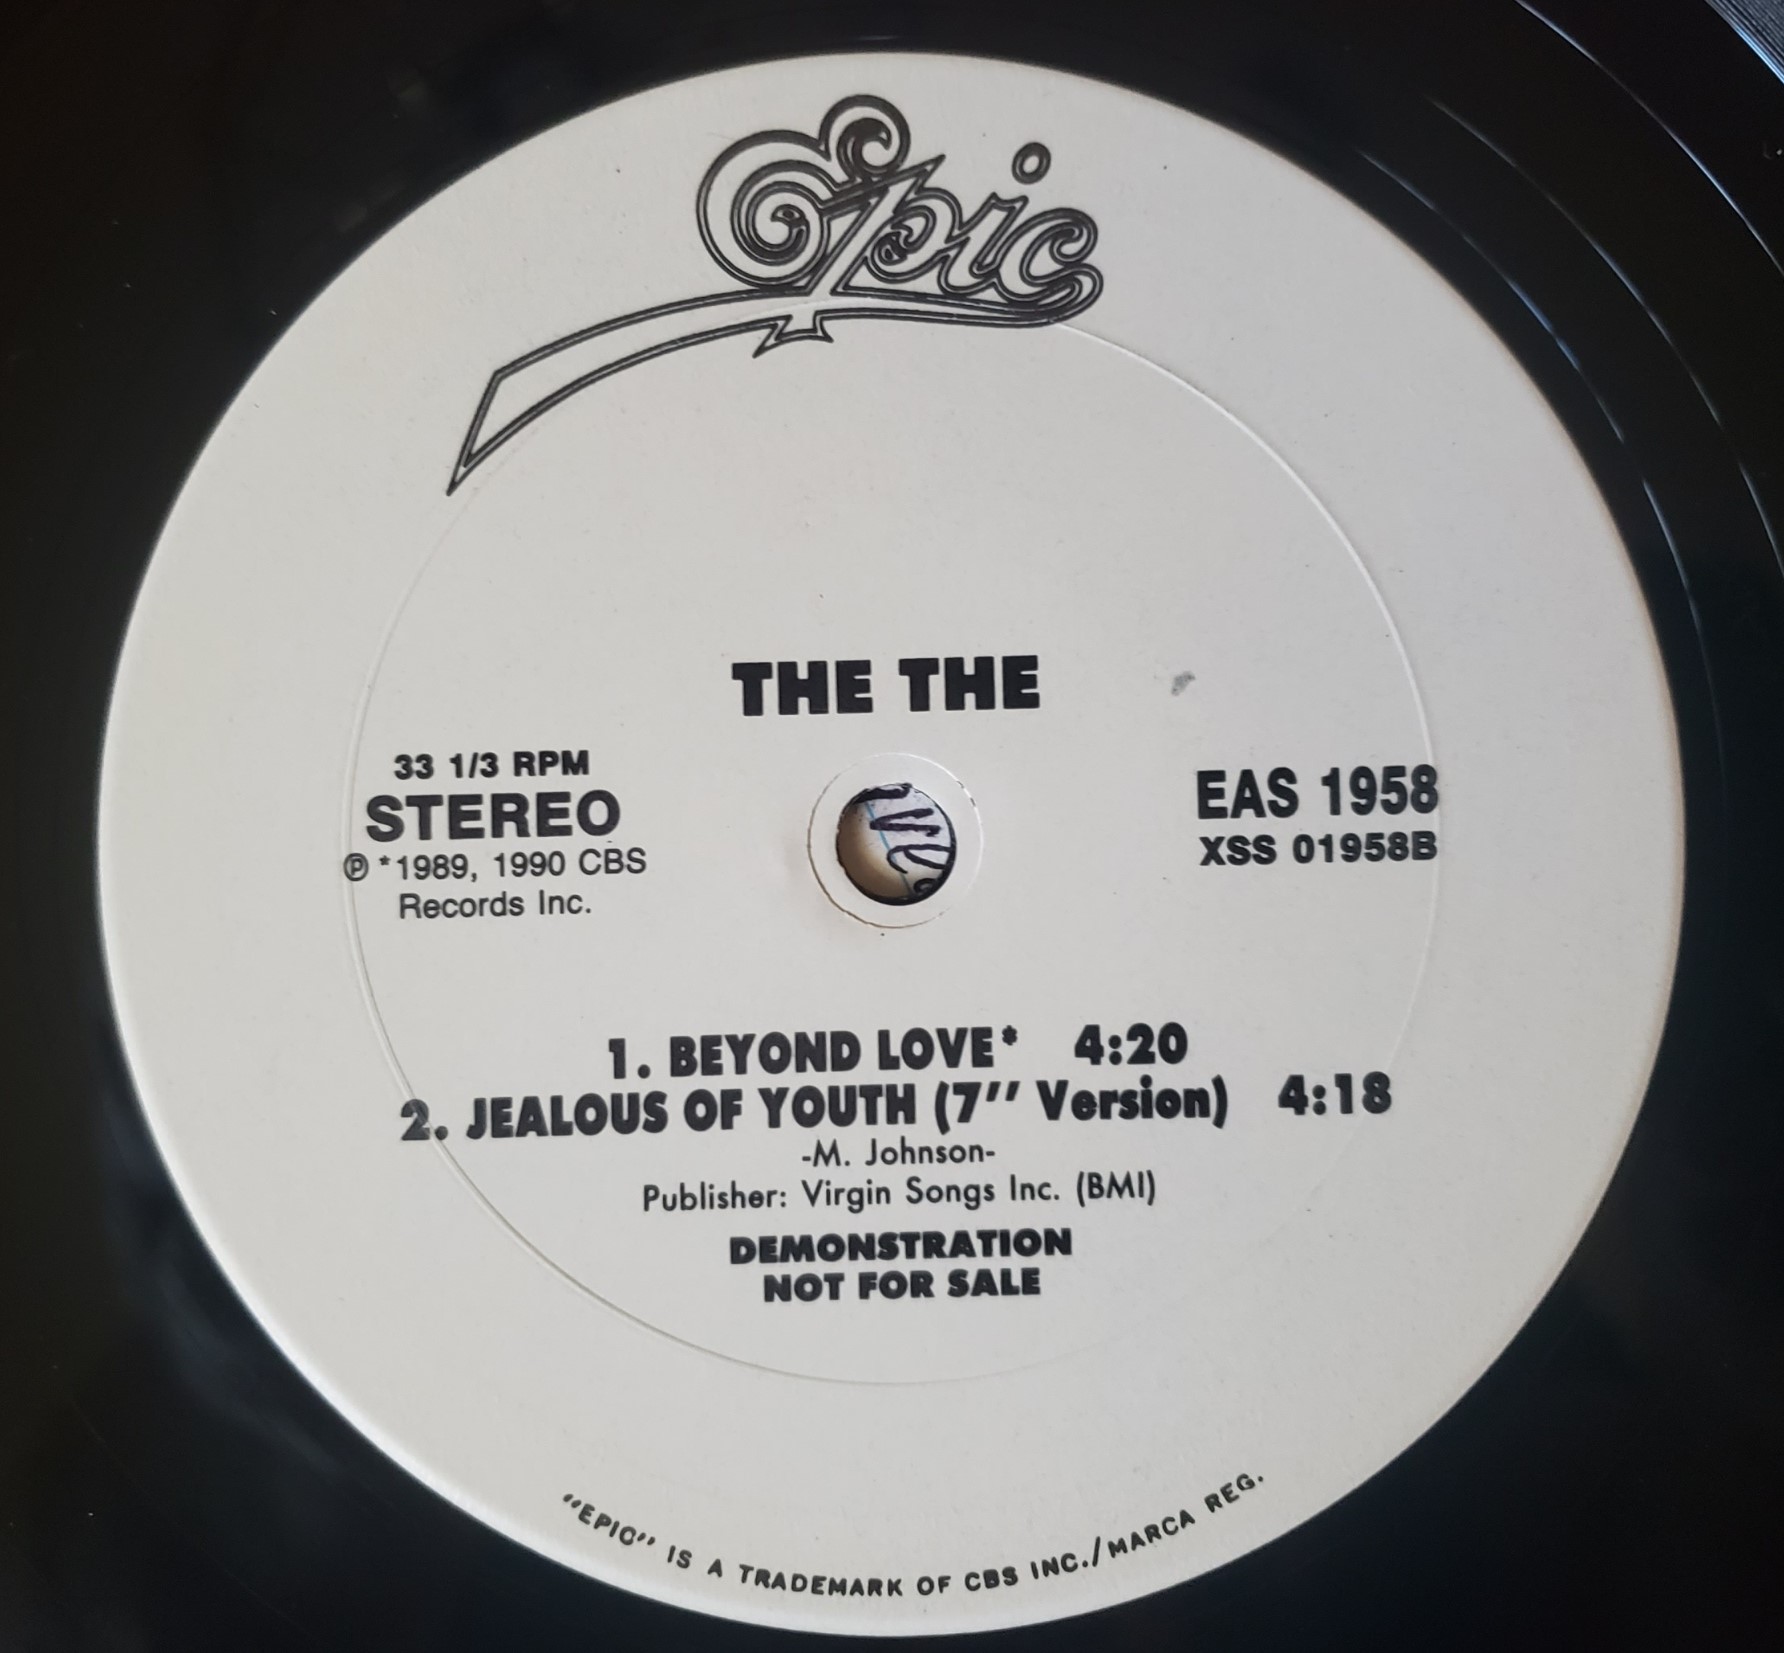 Epic
THE THE
33 1/3 RPM
STEREO
℗ *1989, 1990 CBS
Records Inc.
EAS 1958
XSS 01958B
1. BEYOND LOVE* 4:20
2. JEALOUS OF YOUTH (7" Version) 4:18
-M. Johnson-
Publisher: Virgin Songs Inc. (BMI)
DEMONSTRATION
NOT FOR SALE
"EPIC" IS A TRADEMARK OF CBS INC./MARCA REG.